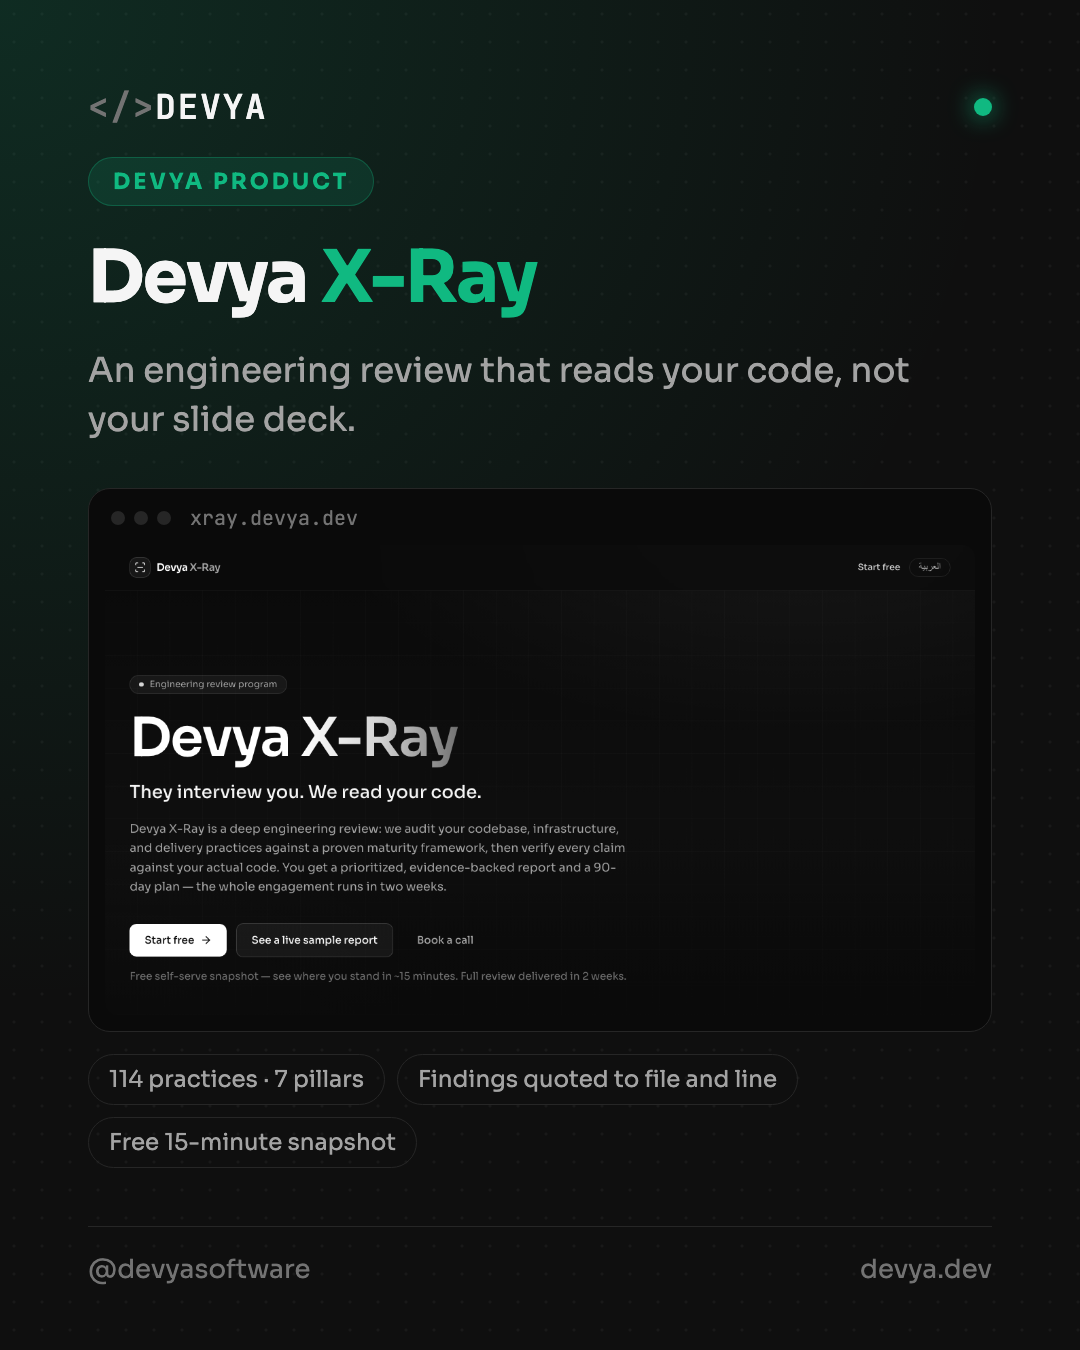 </>DEVYA
DEVYA PRODUCT
Devya X-Ray
An engineering review that reads your code, not
your slide deck.
xray.devya.dev
Devya X-Ray
Start free
العربية
Engineering review program
Devya X-Ray
They interview you. We read your code.
Devya X-Ray is a deep engineering review: we audit your codebase, infrastructure,
and delivery practices against a proven maturity framework, then verify every claim
against your actual code. You get a prioritized, evidence-backed report and a 90-
day plan — the whole engagement runs in two weeks.
Start free →
See a live sample report
Book a call
Free self-serve snapshot — see where you stand in ~15 minutes. Full review delivered in 2 weeks.
114 practices · 7 pillars
Findings quoted to file and line
Free 15-minute snapshot
@devyasoftware
devya.dev